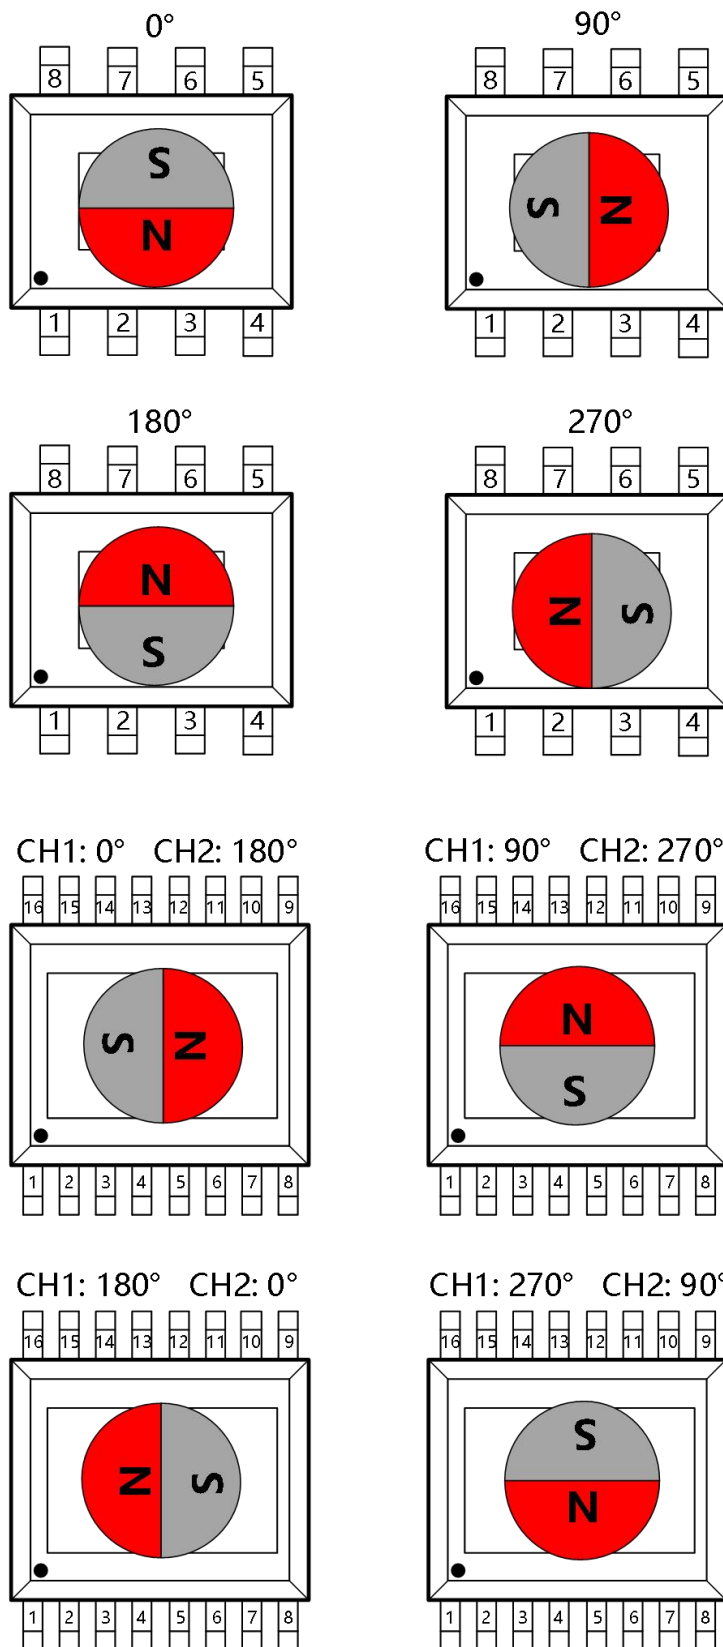 0° 90°
8 7 6 5 8 7 6 5
S
N
S N
1 2 3 4 1 2 3 4
180° 270°
8 7 6 5 8 7 6 5
N
S
N S
1 2 3 4 1 2 3 4
CH1: 0° CH2: 180° CH1: 90° CH2: 270°
16 15 14 13 12 11 10 9 16 15 14 13 12 11 10 9
S N
N
S
1 2 3 4 5 6 7 8 1 2 3 4 5 6 7 8
CH1: 180° CH2: 0° CH1: 270° CH2: 90°
16 15 14 13 12 11 10 9 16 15 14 13 12 11 10 9
N S
S
N
1 2 3 4 5 6 7 8 1 2 3 4 5 6 7 8